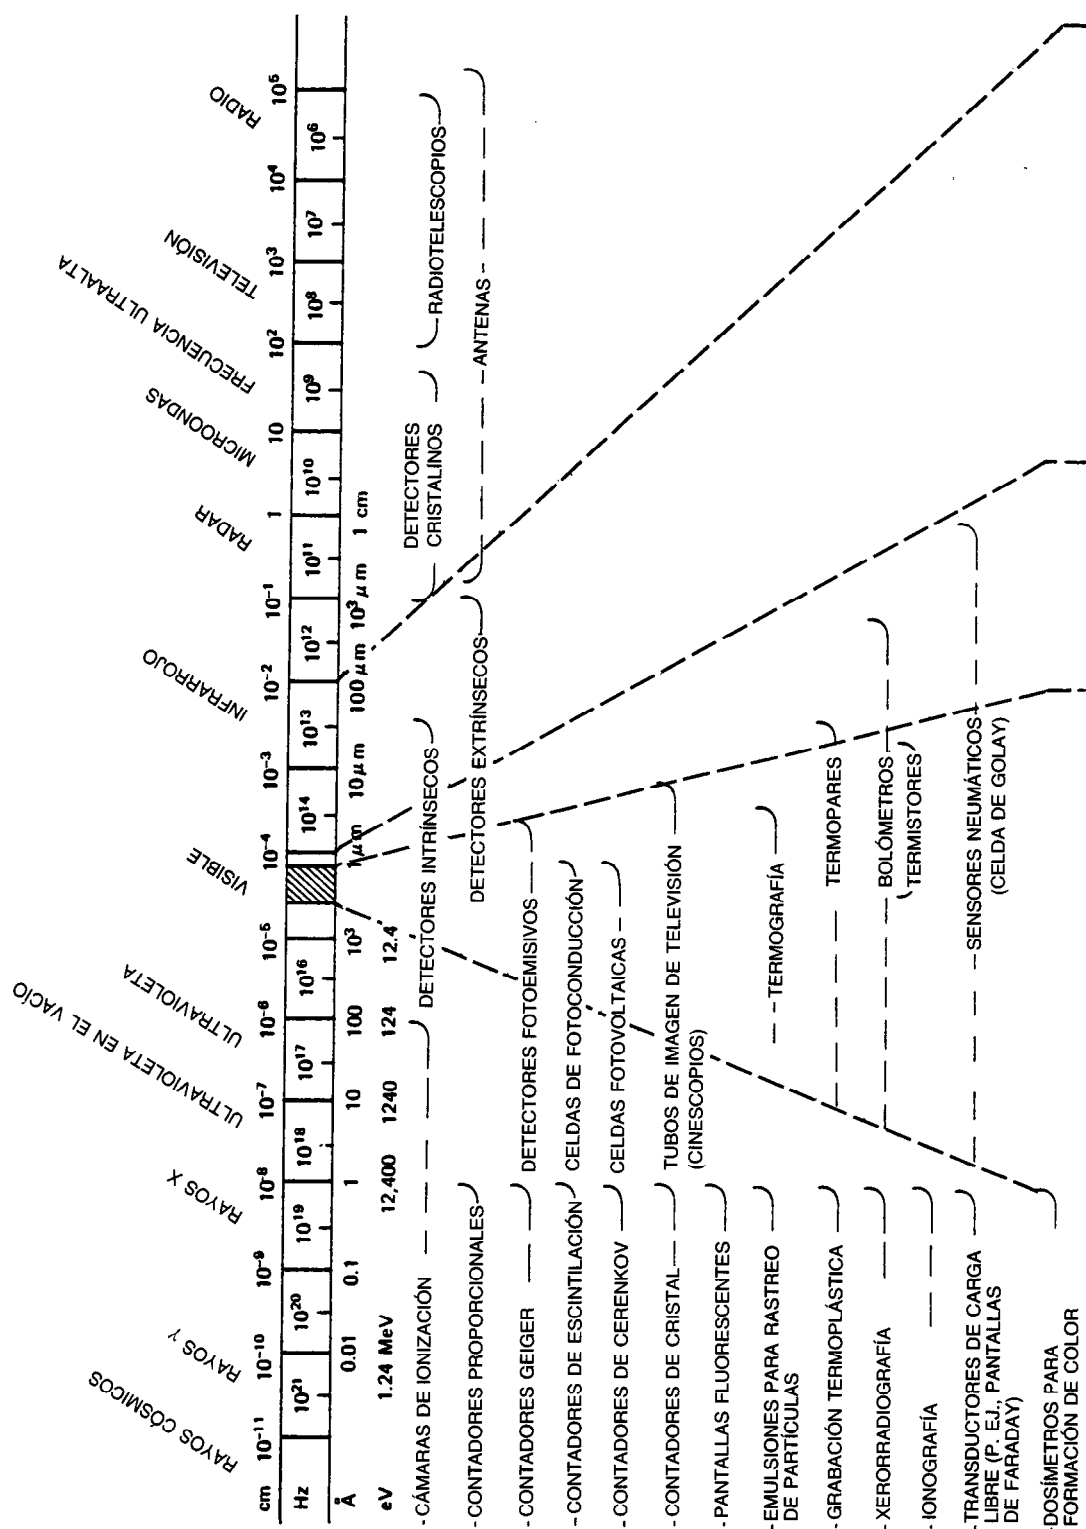 RAYOS CÓSMICOS
RAYOS γ
RAYOS X
ULTRAVIOLETA EN EL VACÍO
ULTRAVIOLETA
VISIBLE
INFRARROJO
RADAR
MICROONDAS
FRECUENCIA ULTRAALTA
TELEVISIÓN
RADIO
cm 10⁻¹¹ 10⁻¹⁰ 10⁻⁹ 10⁻⁸ 10⁻⁷ 10⁻⁶ 10⁻⁵ 10⁻⁴ 10⁻³ 10⁻² 10⁻¹ 1 10 10² 10³ 10⁴ 10⁵
Hz 10²¹ 10²⁰ 10¹⁹ 10¹⁸ 10¹⁷ 10¹⁶ 10¹⁴ 10¹³ 10¹² 10¹¹ 10¹⁰ 10⁹ 10⁸ 10⁷ 10⁶
Å 0.01 0.1 1 10 100 10³ 1 μm 10 μm 100 μm 10³ μm 1 cm
eV 1.24 MeV 12,400 1240 124 12.4
- CÁMARAS DE IONIZACIÓN
DETECTORES INTRÍNSECOS
DETECTORES
CRISTALINOS
RADIOTELESCOPIOS
- CONTADORES PROPORCIONALES
DETECTORES EXTRÍNSECOS
ANTENAS
- CONTADORES GEIGER
DETECTORES FOTOEMISIVOS
- CONTADORES DE ESCINTILACIÓN
CELDAS DE FOTOCONDUCCIÓN
- CONTADORES DE CERENKOV
CELDAS FOTOVOLTAICAS
- CONTADORES DE CRISTAL
TUBOS DE IMAGEN DE TELEVISIÓN
(CINESCOPIOS)
- PANTALLAS FLUORESCENTES
- EMULSIONES PARA RASTREO
DE PARTÍCULAS
TERMOGRAFÍA
- GRABACIÓN TERMOPLÁSTICA
TERMOPARES
- XERORRADIOGRAFÍA
BOLÓMETROS
TERMISTORES
- IONOGRAFÍA
- TRANSDUCTORES DE CARGA
LIBRE (P. EJ., PANTALLAS
DE FARADAY)
SENSORES NEUMÁTICOS
(CELDA DE GOLAY)
- DOSÍMETROS PARA
FORMACIÓN DE COLOR